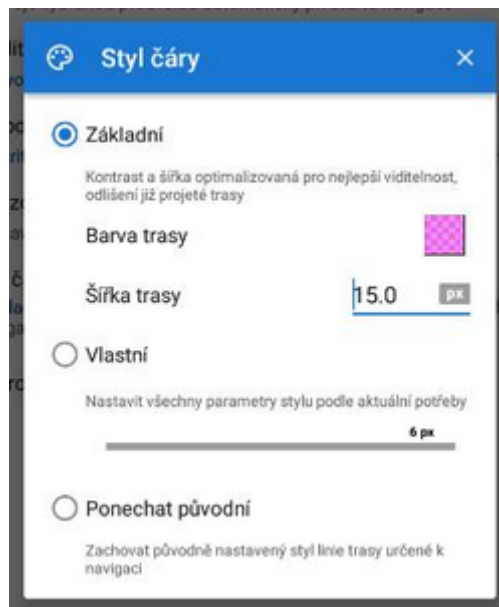 Styl čáry
Základní
Kontrast a šířka optimalizovaná pro nejlepší viditelnost,
odlišení již projeté trasy
Barva trasy
Šířka trasy 15.0 px
Vlastní
Nastavit všechny parametry stylu podle aktuální potřeby
6 px
Ponechat původní
Zachovat původně nastavený styl linie trasy určené k
navigaci